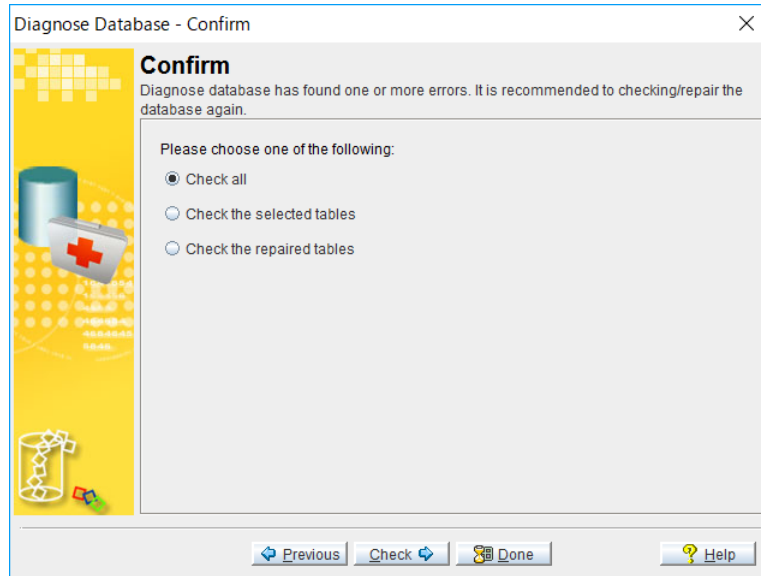 Diagnose Database - Confirm
Confirm
Diagnose database has found one or more errors. It is recommended to checking/repair the
database again.
Please choose one of the following:
Check all
Check the selected tables
Check the repaired tables
Previous Check Done Help